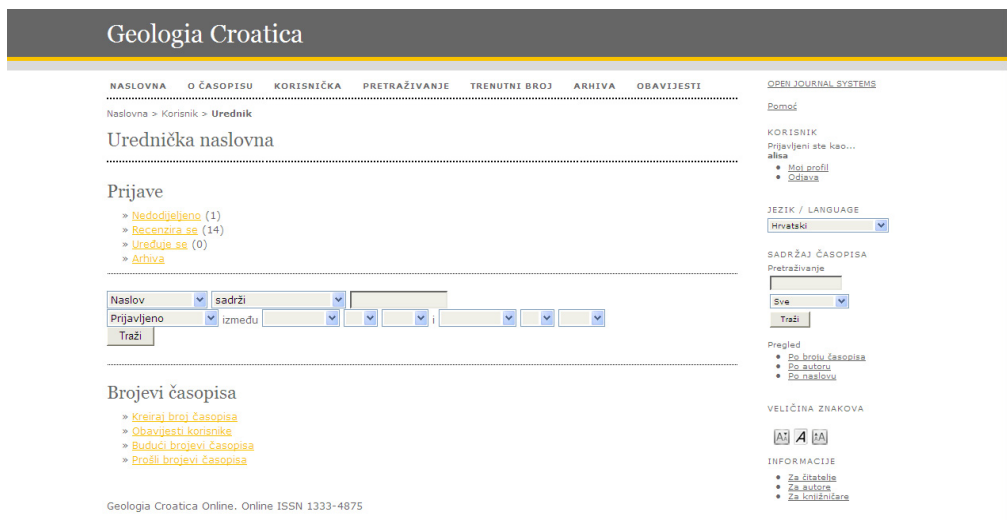 Geologia Croatica
NASLOVNA O ČASOPISU KORISNIČKA PRETRAŽIVANJE TRENUTNI BROJ ARHIVA OBAVIJESTI
Naslovna > Korisnik > Urednik
Urednička naslovna
Prijave
» Nedodijeljeno (1)
» Recenzira se (14)
» Uređuje se (0)
» Arhiva
Naslov sadrži
Prijavljeno između i
Traži
Brojevi časopisa
» Kreiraj broj časopisa
» Obavijesti korisnike
» Budući brojevi časopisa
» Prošli brojevi časopisa
Geologia Croatica Online. Online ISSN 1333-4875
OPEN JOURNAL SYSTEMS
Pomoć
KORISNIK
Prijavljeni ste kao...
alisa
• Moj profil
• Odjava
JEZIK / LANGUAGE
Hrvatski
SADRŽAJ ČASOPISA
Pretraživanje
Sve
Traži
Pregled
• Po broju časopisa
• Po autoru
• Po naslovu
VELIČINA ZNAKOVA
A A A
INFORMACIJE
• Za čitatelje
• Za autore
• Za knjižničare